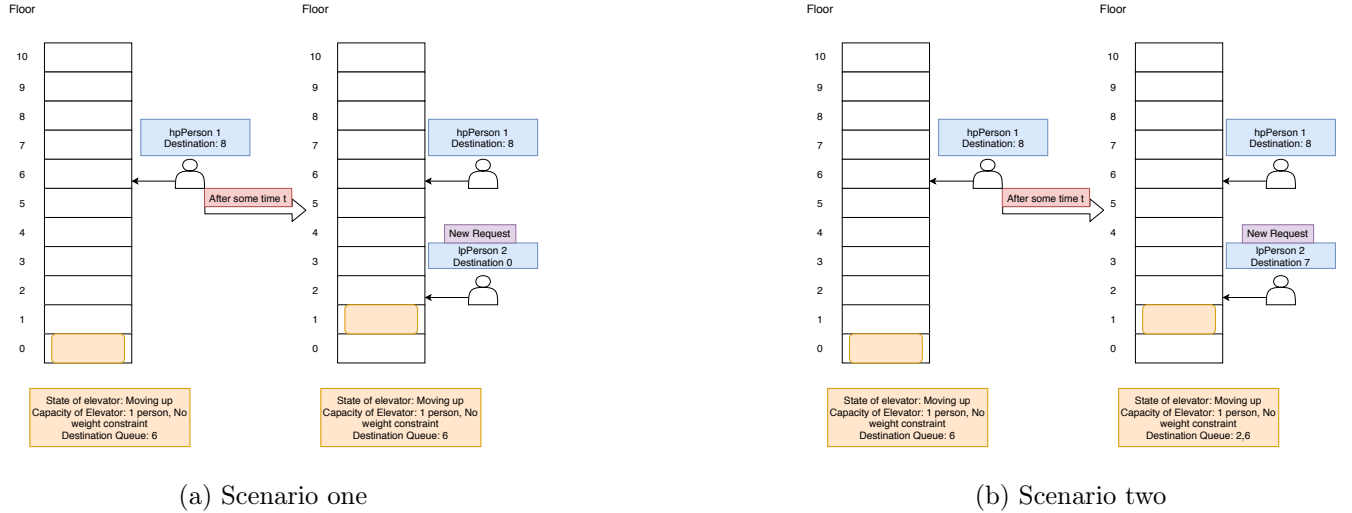 Floor
Floor
10
9
8
7
6
5
4
3
2
1
0
hpPerson 1
Destination: 8
After some time t
10
9
8
7
6
5
4
3
2
1
0
hpPerson 1
Destination: 8
New Request
lpPerson 2
Destination 0
State of elevator: Moving up
Capacity of Elevator: 1 person, No
weight constraint
Destination Queue: 6
State of elevator: Moving up
Capacity of Elevator: 1 person, No
weight constraint
Destination Queue: 6
(a) Scenario one
Floor
Floor
10
9
8
7
6
5
4
3
2
1
0
hpPerson 1
Destination: 8
After some time t
10
9
8
7
6
5
4
3
2
1
0
hpPerson 1
Destination: 8
New Request
lpPerson 2
Destination 7
State of elevator: Moving up
Capacity of Elevator: 1 person, No
weight constraint
Destination Queue: 6
State of elevator: Moving up
Capacity of Elevator: 1 person, No
weight constraint
Destination Queue: 2,6
(b) Scenario two